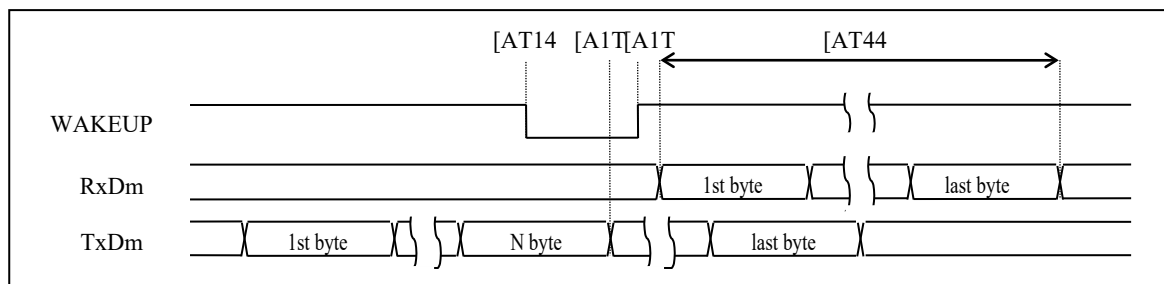 [AT14 [A1T[A1T [AT44
WAKEUP
RxDm 1st byte last byte
TxDm 1st byte N byte last byte